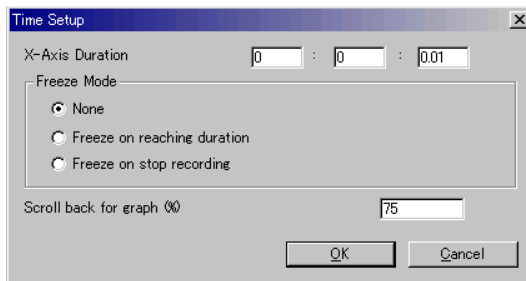 Time Setup
X-Axis Duration 0 : 0 : 0.01
Freeze Mode
None
Freeze on reaching duration
Freeze on stop recording
Scroll back for graph (%) 75
OK Cancel